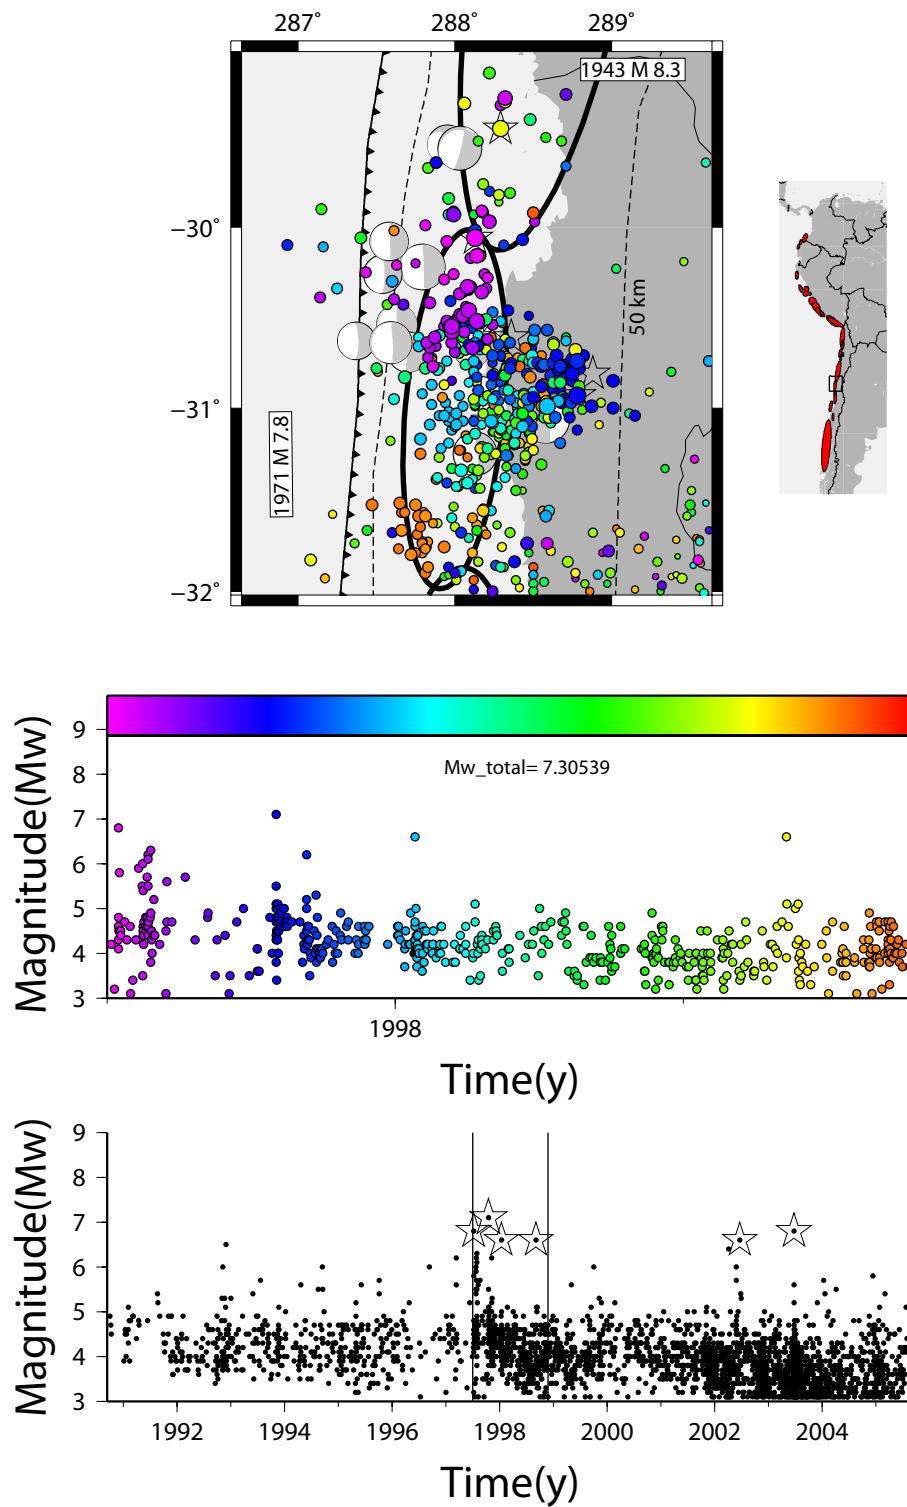 287° 288° 289°
1943 M 8.3
−30°
50 km
−31°
1971 M 7.8
−32°
Magnitude(Mw)
9
8
7
6
5
4
3
Mw_total= 7.30539
1998
Time(y)
Magnitude(Mw)
9
8
7
6
5
4
3
1992 1994 1996 1998 2000 2002 2004
Time(y)